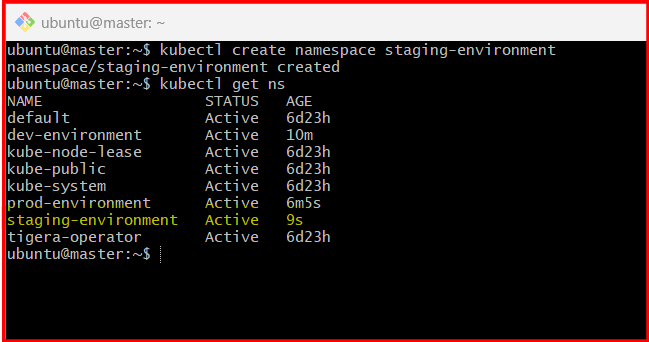 ubuntu@master: ~
ubuntu@master:~$ kubectl create namespace staging-environment
namespace/staging-environment created
ubuntu@master:~$ kubectl get ns
NAME STATUS AGE
default Active 6d23h
dev-environment Active 10m
kube-node-lease Active 6d23h
kube-public Active 6d23h
kube-system Active 6d23h
prod-environment Active 6m5s
staging-environment Active 9s
tigera-operator Active 6d23h
ubuntu@master:~$